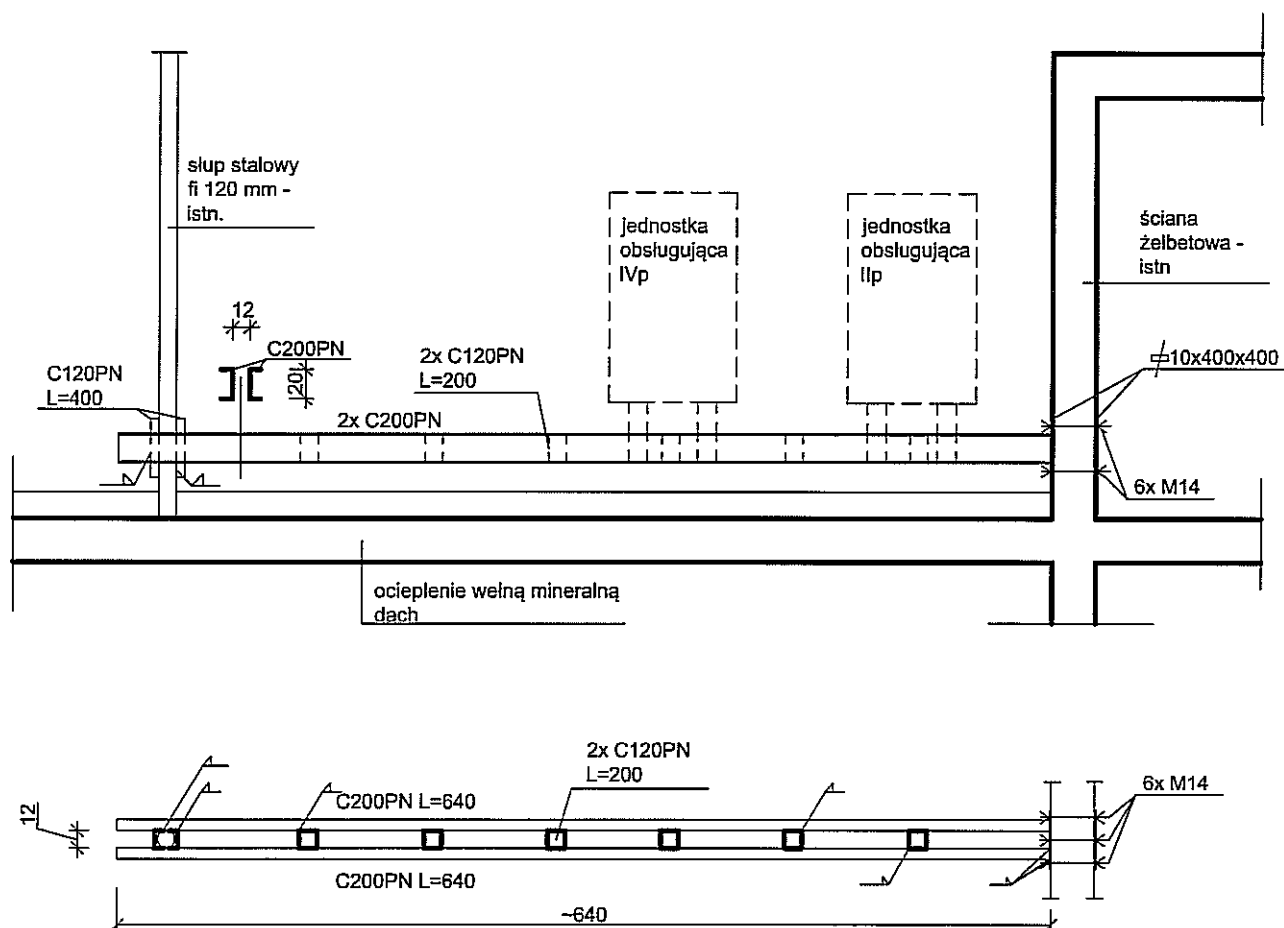 słup stalowy
fi 120 mm -
istn.
jednostka
obsługująca
IVp
jednostka
obsługująca
IIp
ściana
żelbetowa -
istn
12
C200PN
20
C120PN
L=400
2x C120PN
L=200
2x C200PN
10x400x400
6x M14
ocieplenie wełną mineralną
dach
2x C120PN
L=200
6x M14
C200PN L=640
12
C200PN L=640
~640